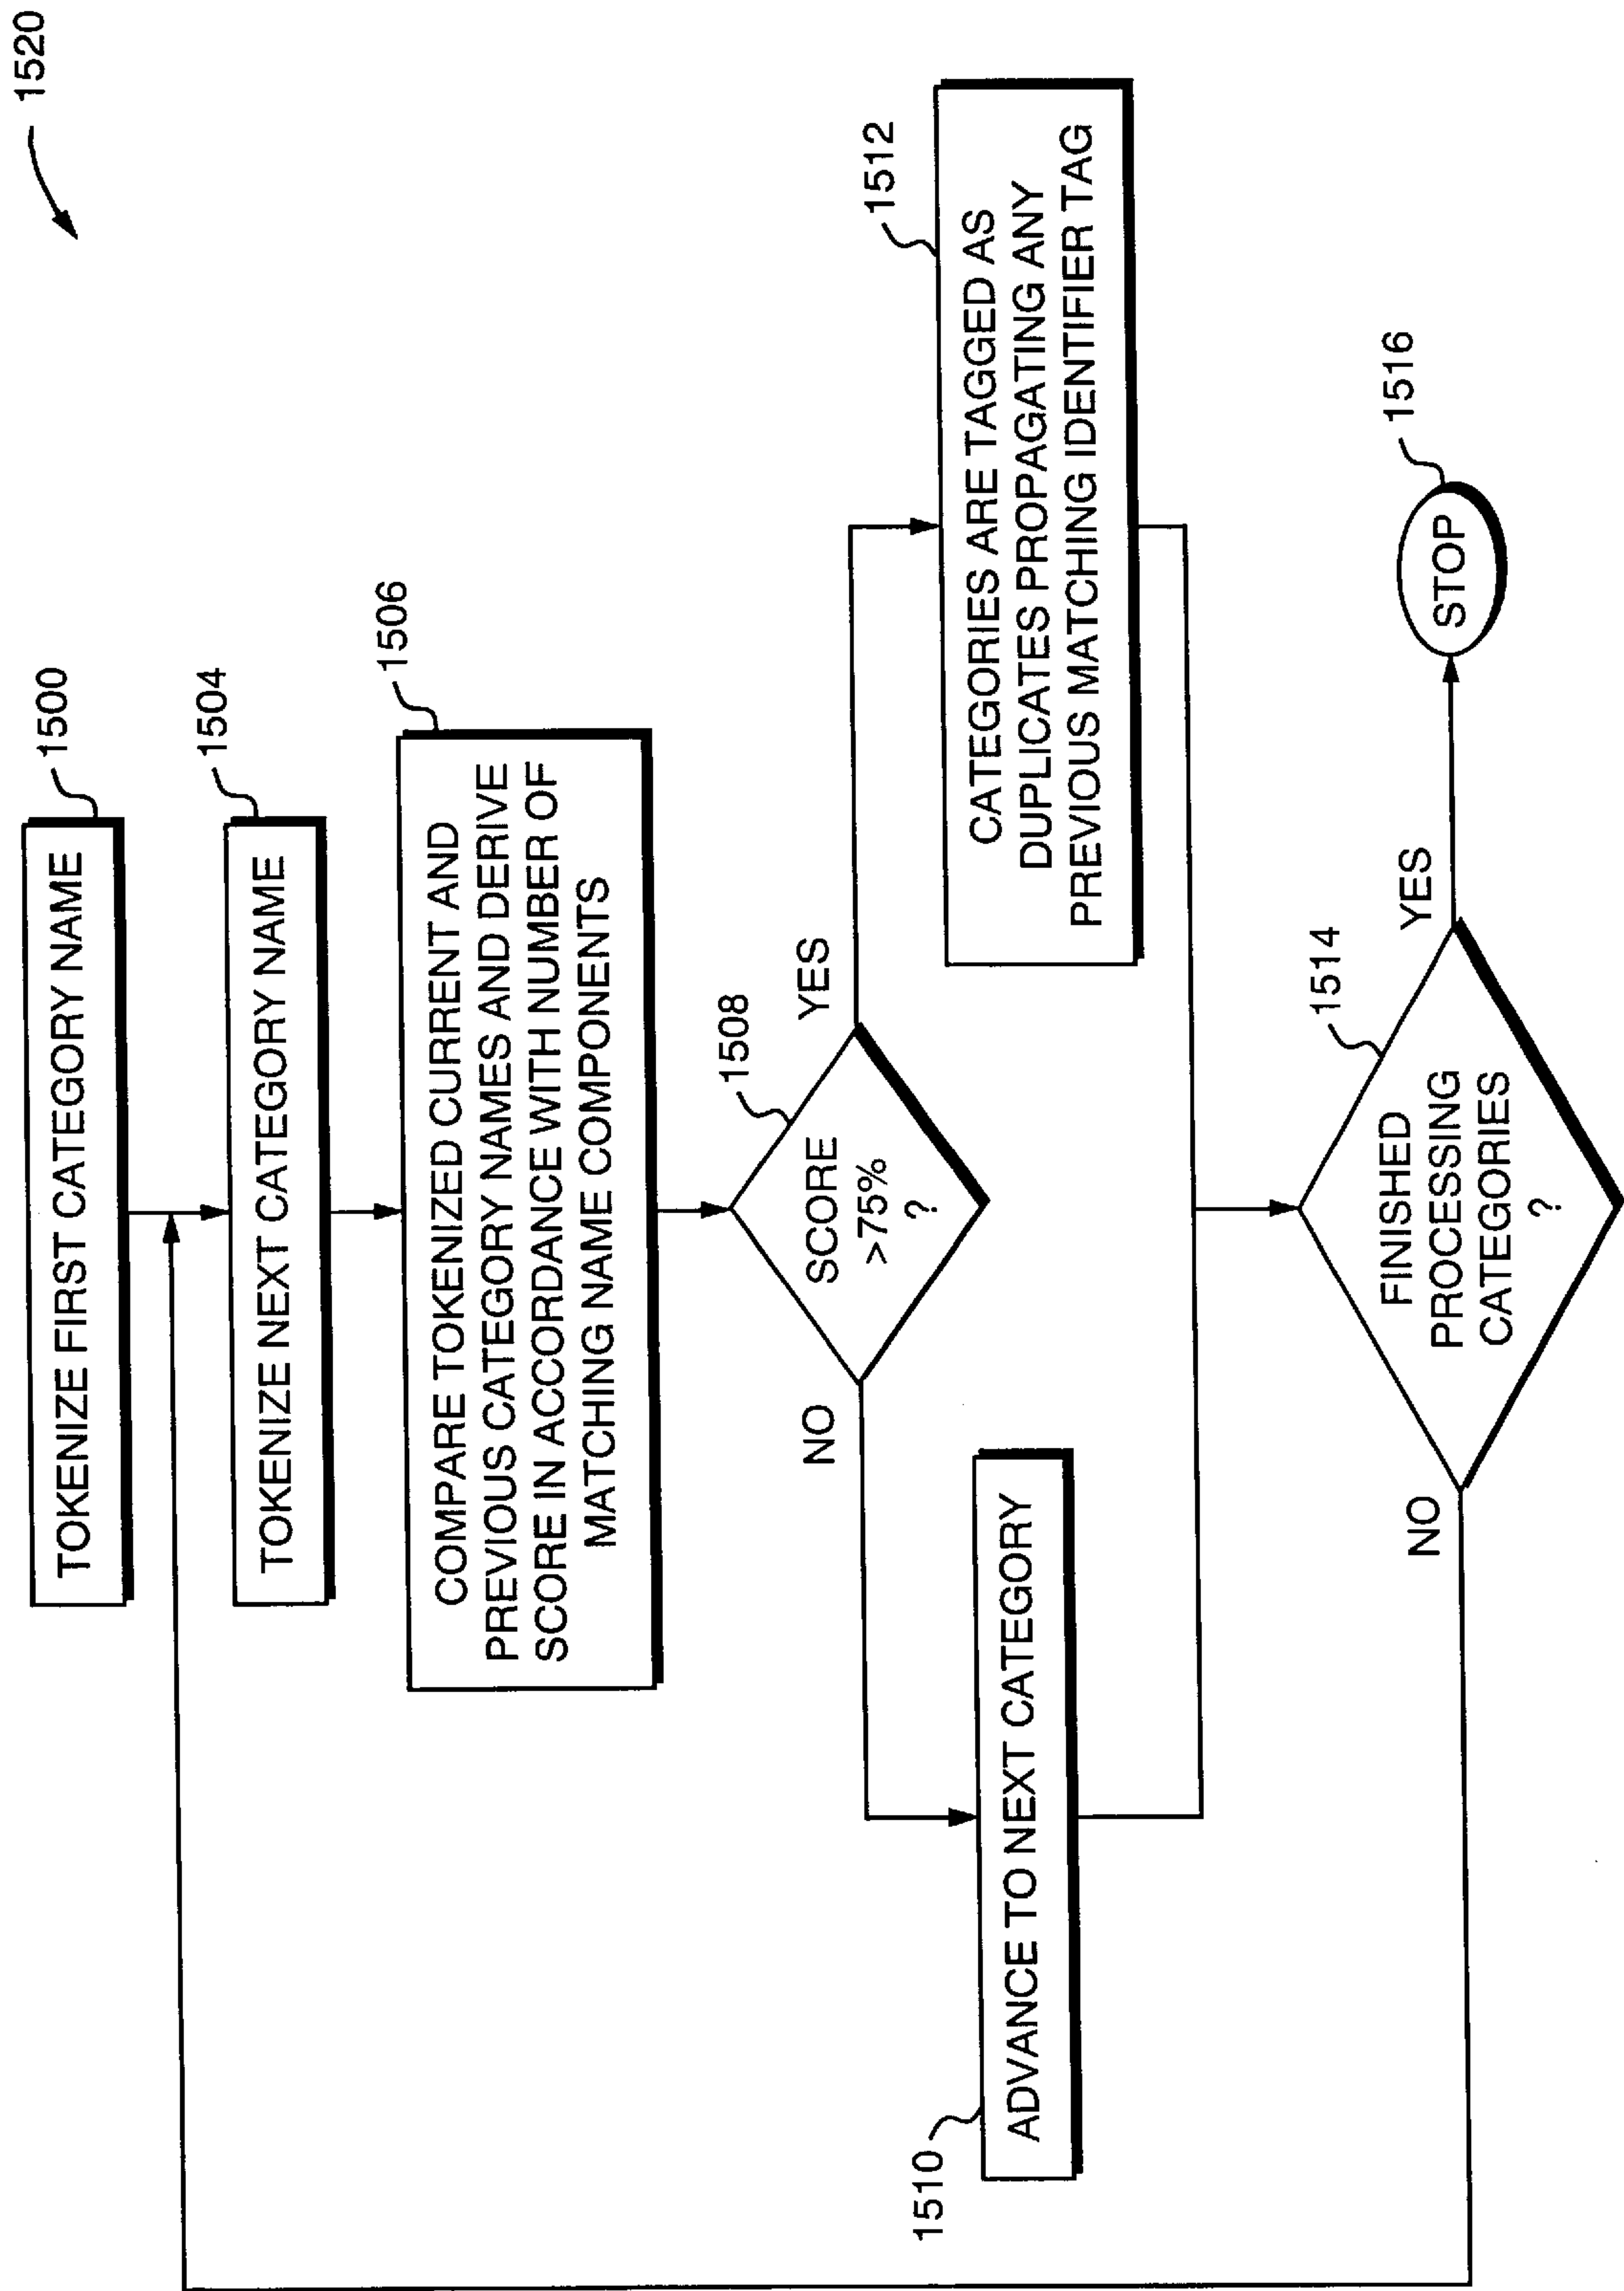 1520
1500
TOKENIZE FIRST CATEGORY NAME
1504
TOKENIZE NEXT CATEGORY NAME
1506
COMPARE TOKENIZED CURRENT AND
PREVIOUS CATEGORY NAMES AND DERIVE
SCORE IN ACCORDANCE WITH NUMBER OF
MATCHING NAME COMPONENTS
1508
SCORE
>75%
?
NO
YES
1510
ADVANCE TO NEXT CATEGORY
1512
CATEGORIES ARE TAGGED AS
DUPLICATES PROPAGATING ANY
PREVIOUS MATCHING IDENTIFIER TAG
1514
FINISHED
PROCESSING
CATEGORIES
?
NO
YES
1516
STOP